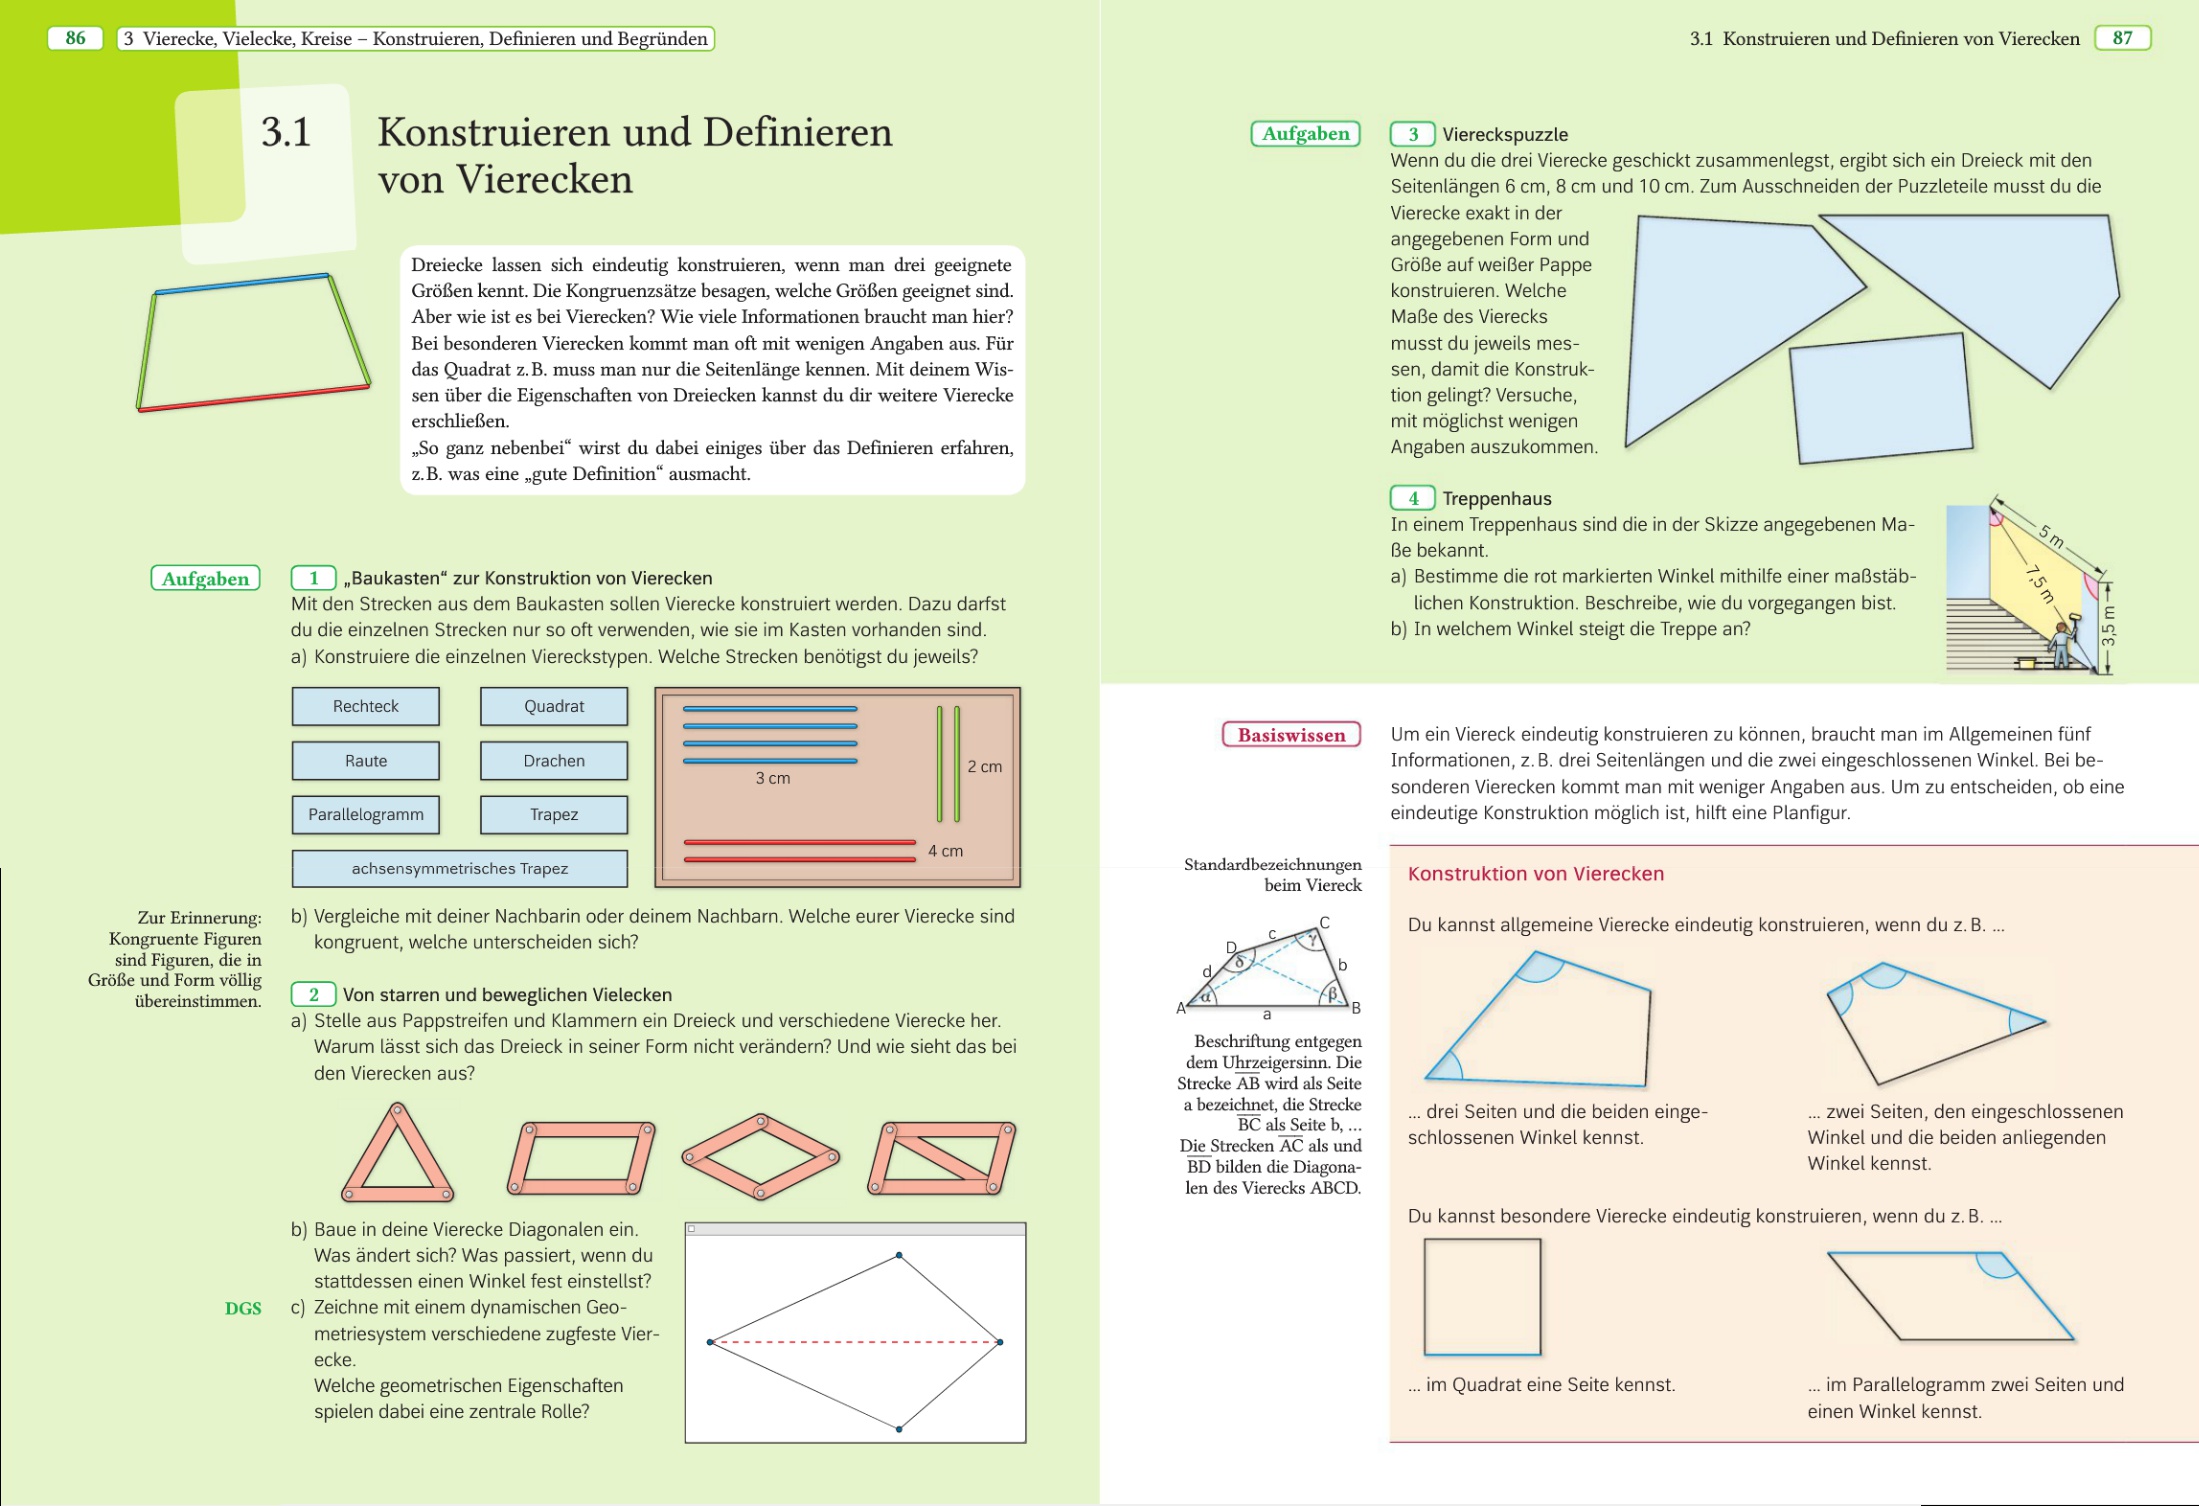 86
3 Vierecke, Vielecke, Kreise – Konstruieren, Definieren und Begründen
3.1 Konstruieren und Definieren
von Vierecken
Dreiecke lassen sich eindeutig konstruieren, wenn man drei geeignete
Größen kennt. Die Kongruenzsätze besagen, welche Größen geeignet sind.
Aber wie ist es bei Vierecken? Wie viele Informationen braucht man hier?
Bei besonderen Vierecken kommt man oft mit wenigen Angaben aus. Für
das Quadrat z. B. muss man nur die Seitenlänge kennen. Mit deinem Wis-
sen über die Eigenschaften von Dreiecken kannst du dir weitere Vierecke
erschließen.
„So ganz nebenbei“ wirst du dabei einiges über das Definieren erfahren,
z. B. was eine „gute Definition“ ausmacht.
Aufgaben
1 „Baukasten“ zur Konstruktion von Vierecken
Mit den Strecken aus dem Baukasten sollen Vierecke konstruiert werden. Dazu darfst
du die einzelnen Strecken nur so oft verwenden, wie sie im Kasten vorhanden sind.
a) Konstruiere die einzelnen Viereckstypen. Welche Strecken benötigst du jeweils?
Rechteck
Quadrat
Raute
Drachen
Parallelogramm
Trapez
achsensymmetrisches Trapez
3 cm
2 cm
4 cm
Zur Erinnerung:
Kongruente Figuren
sind Figuren, die in
Größe und Form völlig
übereinstimmen.
b) Vergleiche mit deiner Nachbarin oder deinem Nachbarn. Welche eurer Vierecke sind
kongruent, welche unterscheiden sich?
2 Von starren und beweglichen Vielecken
a) Stelle aus Pappstreifen und Klammern ein Dreieck und verschiedene Vierecke her.
Warum lässt sich das Dreieck in seiner Form nicht verändern? Und wie sieht das bei
den Vierecken aus?
b) Baue in deine Vierecke Diagonalen ein.
Was ändert sich? Was passiert, wenn du
stattdessen einen Winkel fest einstellst?
DGS
c) Zeichne mit einem dynamischen Geo-
metriesystem verschiedene zugfeste Vier-
ecke.
Welche geometrischen Eigenschaften
spielen dabei eine zentrale Rolle?
3.1 Konstruieren und Definieren von Vierecken
87
Aufgaben
3 Viereckspuzzle
Wenn du die drei Vierecke geschickt zusammenlegst, ergibt sich ein Dreieck mit den
Seitenlängen 6 cm, 8 cm und 10 cm. Zum Ausschneiden der Puzzleteile musst du die
Vierecke exakt in der
angegebenen Form und
Größe auf weißer Pappe
konstruieren. Welche
Maße des Vierecks
musst du jeweils mes-
sen, damit die Konstruk-
tion gelingt? Versuche,
mit möglichst wenigen
Angaben auszukommen.
4 Treppenhaus
In einem Treppenhaus sind die in der Skizze angegebenen Ma-
ße bekannt.
a) Bestimme die rot markierten Winkel mithilfe einer maßstäb-
lichen Konstruktion. Beschreibe, wie du vorgegangen bist.
b) In welchem Winkel steigt die Treppe an?
5 m
7,5 m
3,5 m
Basiswissen
Um ein Viereck eindeutig konstruieren zu können, braucht man im Allgemeinen fünf
Informationen, z. B. drei Seitenlängen und die zwei eingeschlossenen Winkel. Bei be-
sonderen Vierecken kommt man mit weniger Angaben aus. Um zu entscheiden, ob eine
eindeutige Konstruktion möglich ist, hilft eine Planfigur.
Standardbezeichnungen
beim Viereck
C
c
γ
D
δ
d
b
α
β
A
B
a
Beschriftung entgegen
dem Uhrzeigersinn. Die
Strecke AB wird als Seite
a bezeichnet, die Strecke
BC als Seite b, ...
Die Strecken AC als und
BD bilden die Diagona-
len des Vierecks ABCD.
Konstruktion von Vierecken
Du kannst allgemeine Vierecke eindeutig konstruieren, wenn du z. B. ...
... drei Seiten und die beiden einge-
schlossenen Winkel kennst.
... zwei Seiten, den eingeschlossenen
Winkel und die beiden anliegenden
Winkel kennst.
Du kannst besondere Vierecke eindeutig konstruieren, wenn du z. B. ...
... im Quadrat eine Seite kennst.
... im Parallelogramm zwei Seiten und
einen Winkel kennst.